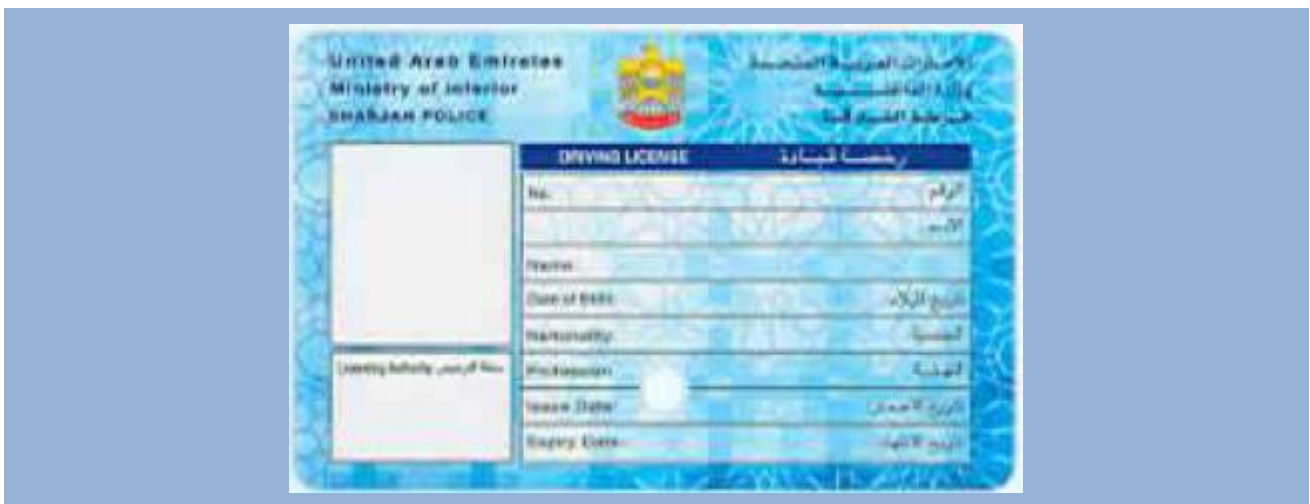 United Arab Emirates
Ministry of Interior
SHARJAH POLICE
الإمارات العربية المتحدة
وزارة الداخلية
DRIVING LICENSE رخصة قيادة
No. الرقم
الاسم
Name
Date of Birth تاريخ الميلاد
Nationality الجنسية
Profession المهنة
Licensing Authority سلطة الترخيص
Issue Date تاريخ الاصدار
Expiry Date تاريخ الانتهاء